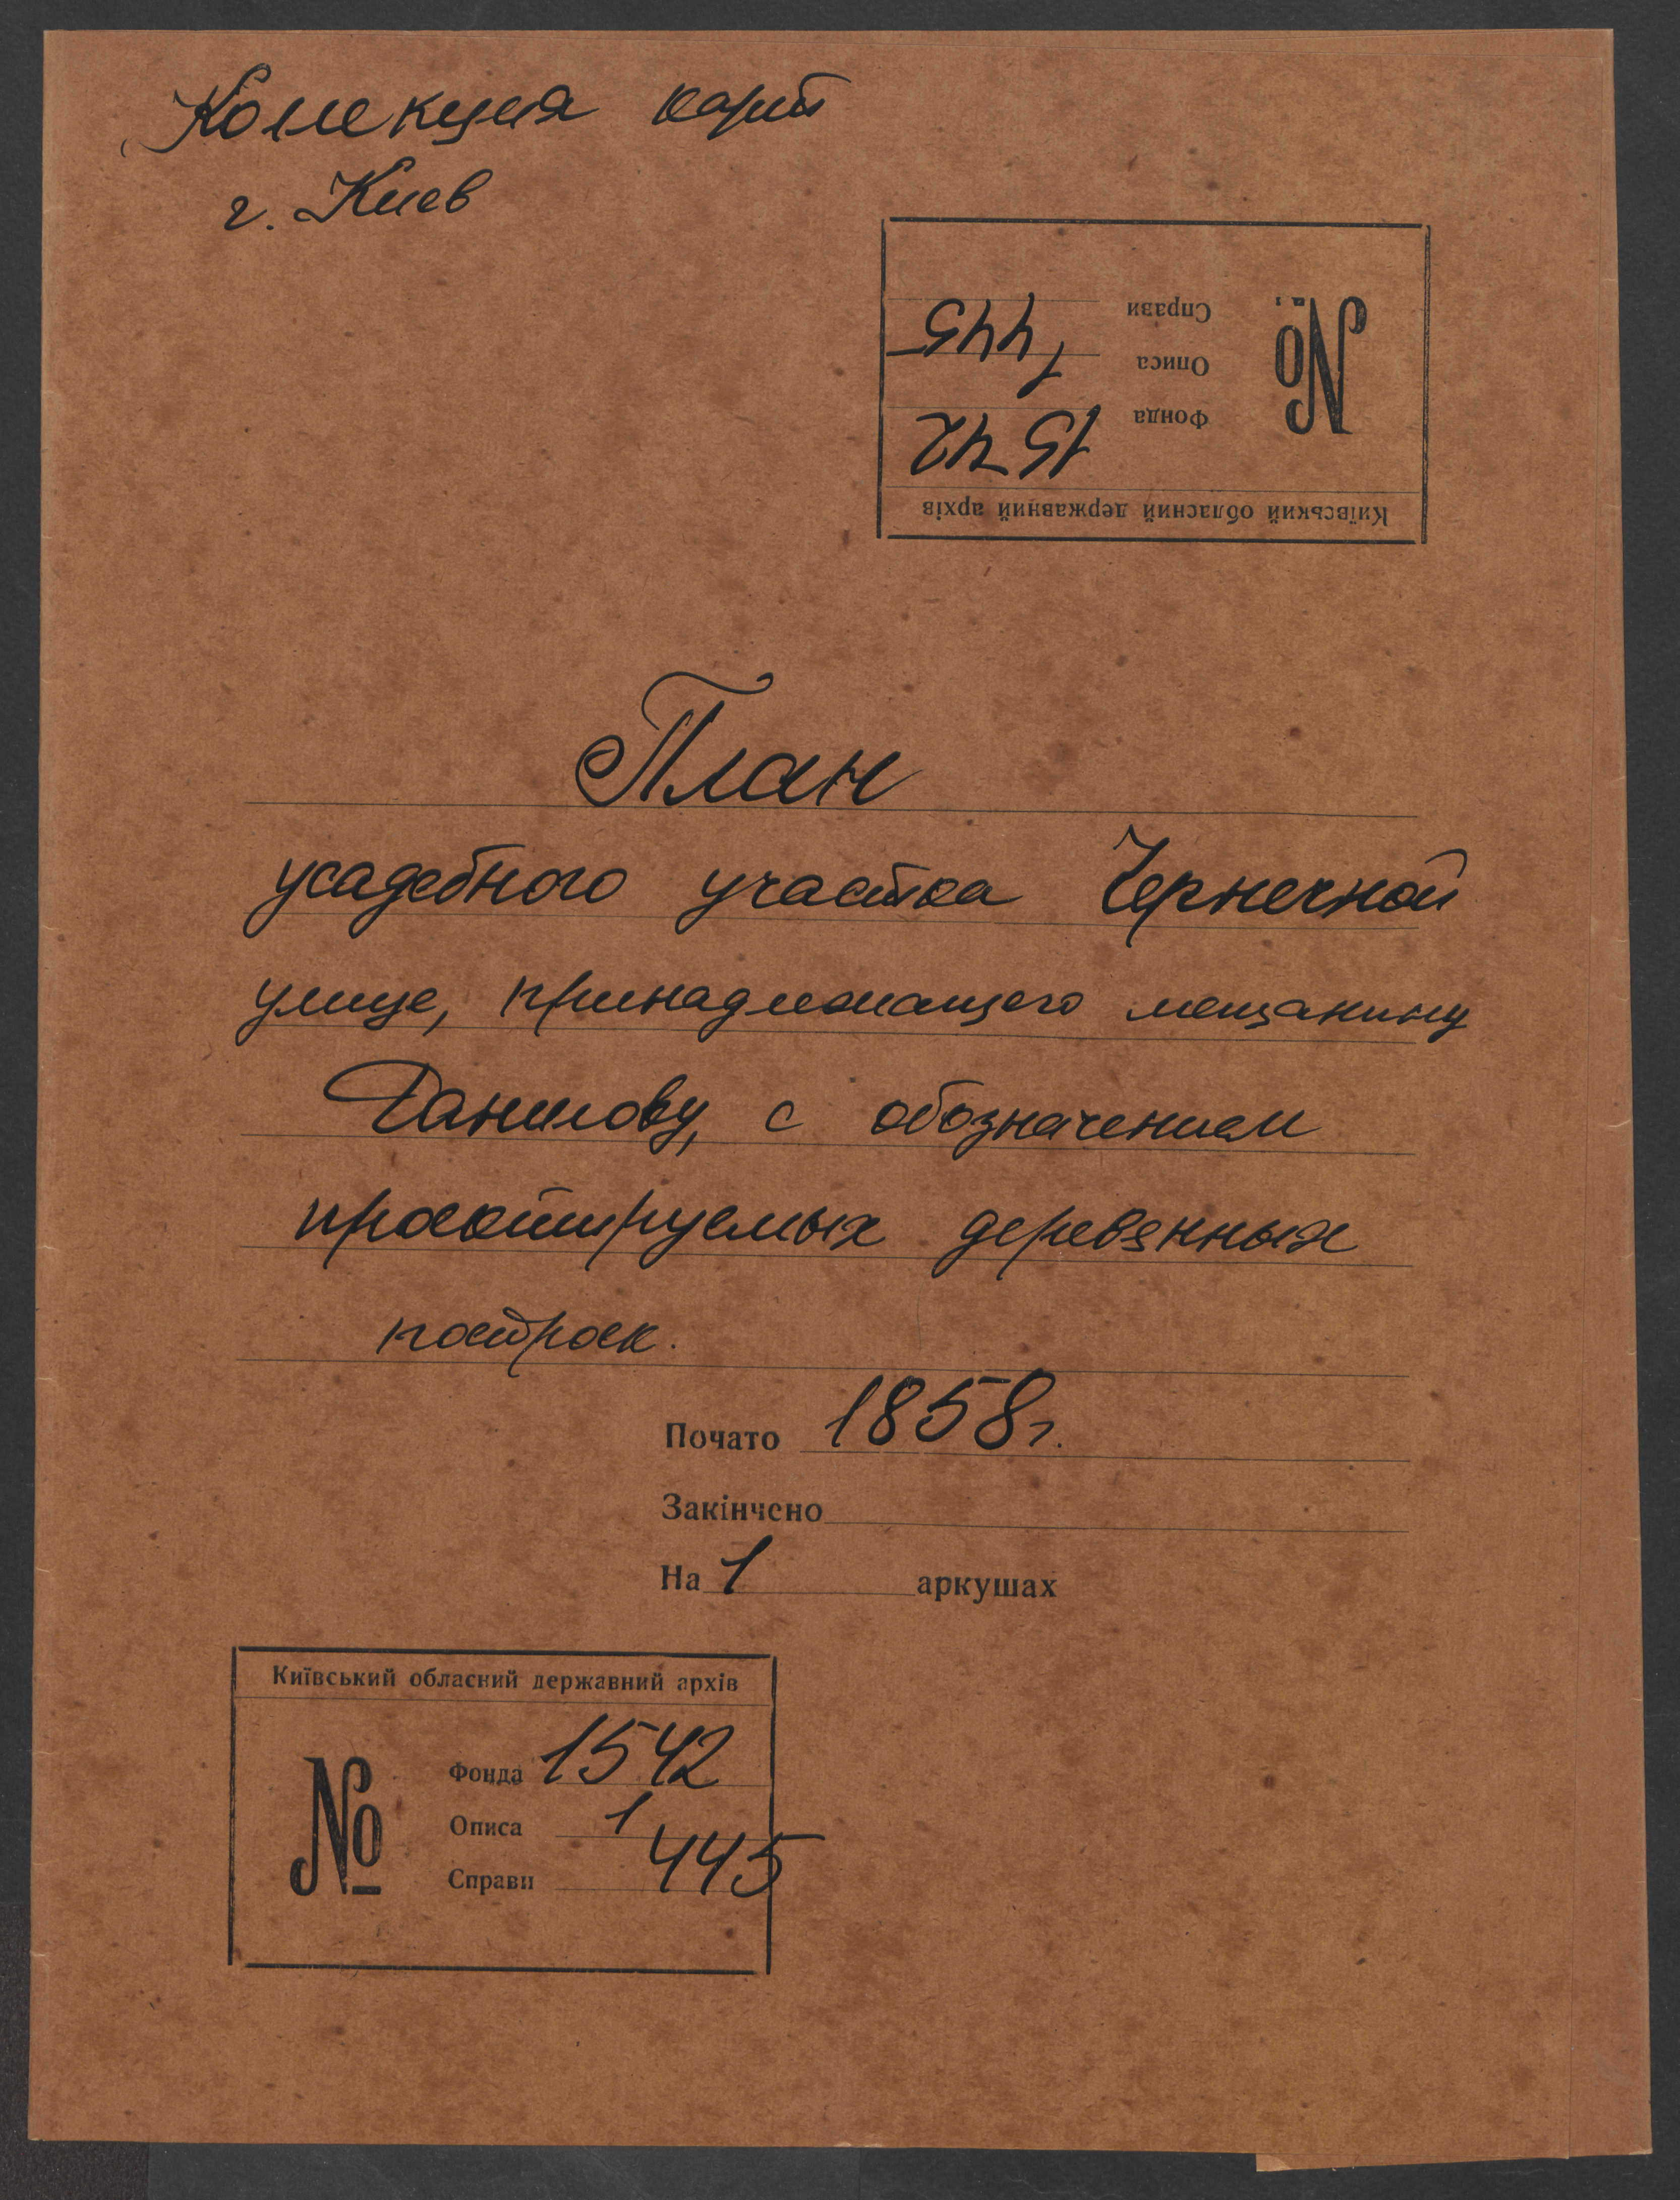 Коллекция карт
г. Киев
Київський обласний державний архів
№
Фонда 1542
Описа 1
Справи 445
План
усадебного участка Чернечной
улице, принадлежащего мещанину
Данилову, с обозначением
проектируемых деревянных
построек.
Почато 1858г.
Закінчено
На 1 аркушах
Київський обласний державний архів
№
Фонда 1542
Описа 1
Справи 445